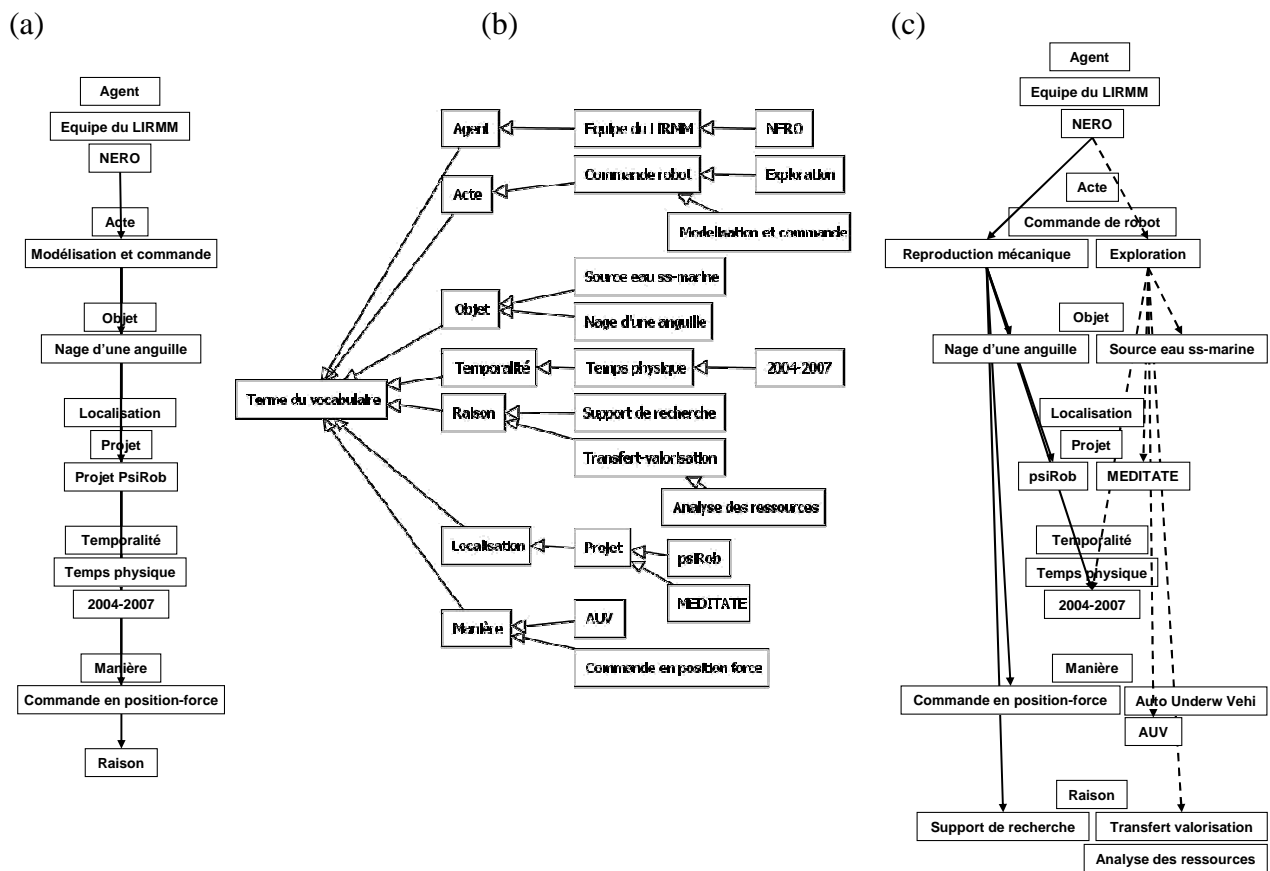 (a)
Agent
Equipe du LIRMM
NERO
Acte
Modélisation et commande
Objet
Nage d'une anguille
Localisation
Projet
Projet PsiRob
Temporalité
Temps physique
2004-2007
Manière
Commande en position-force
Raison
(b)
Terme du vocabulaire
Agent
Equipe du LIRMM
NERO
Acte
Commande robot
Exploration
Modélisation et commande
Objet
Source eau ss-marine
Nage d'une anguille
Temporalité
Temps physique
2004-2007
Raison
Support de recherche
Transfert-valorisation
Analyse des ressources
Localisation
Projet
psiRob
MEDITATE
Manière
AUV
Commande en position force
(c)
Agent
Equipe du LIRMM
NERO
Acte
Commande de robot
Reproduction mécanique
Exploration
Objet
Nage d'une anguille
Source eau ss-marine
Localisation
Projet
psiRob
MEDITATE
Temporalité
Temps physique
2004-2007
Manière
Commande en position-force
Auto Underw Vehi
AUV
Raison
Support de recherche
Transfert valorisation
Analyse des ressources